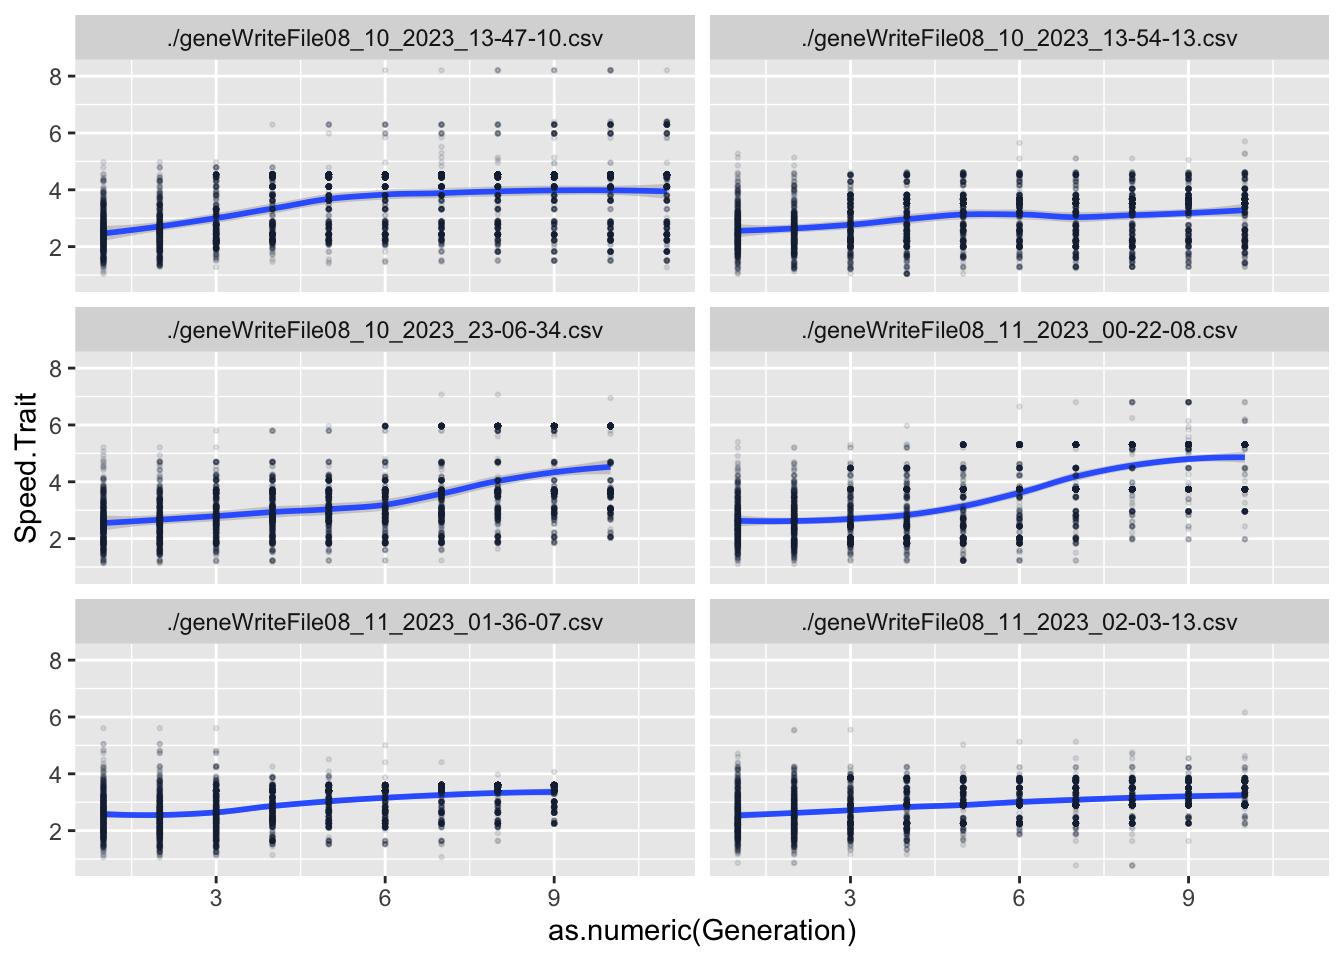 ./geneWriteFile08_10_2023_13-47-10.csv
./geneWriteFile08_10_2023_13-54-13.csv
8
6
4
2
./geneWriteFile08_10_2023_23-06-34.csv
./geneWriteFile08_11_2023_00-22-08.csv
8
6
4
2
Speed.Trait
./geneWriteFile08_11_2023_01-36-07.csv
./geneWriteFile08_11_2023_02-03-13.csv
8
6
4
2
3 6 9 3 6 9
as.numeric(Generation)